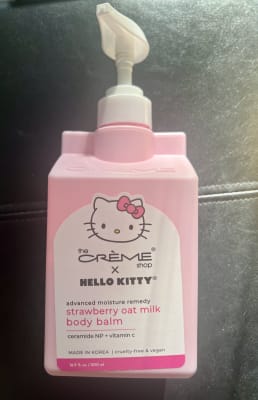 the
CRÈME®
shop
×
HELLO KITTY®
advanced moisture remedy
strawberry oat milk
body balm
ceramide NP + vitamin c
MADE IN KOREA | cruelty-free & vegan